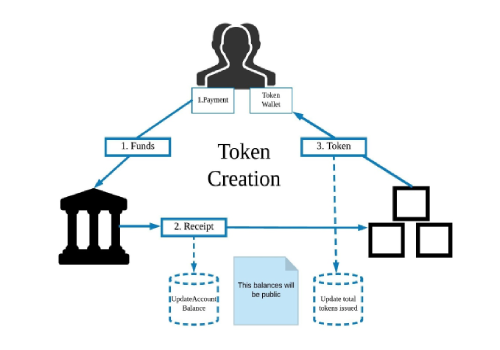 1.Payment
Token
Wallet
1. Funds
3. Token
Token
Creation
2. Receipt
UpdateAccount
Balance
This balances will
be public
Update total
tokens issued